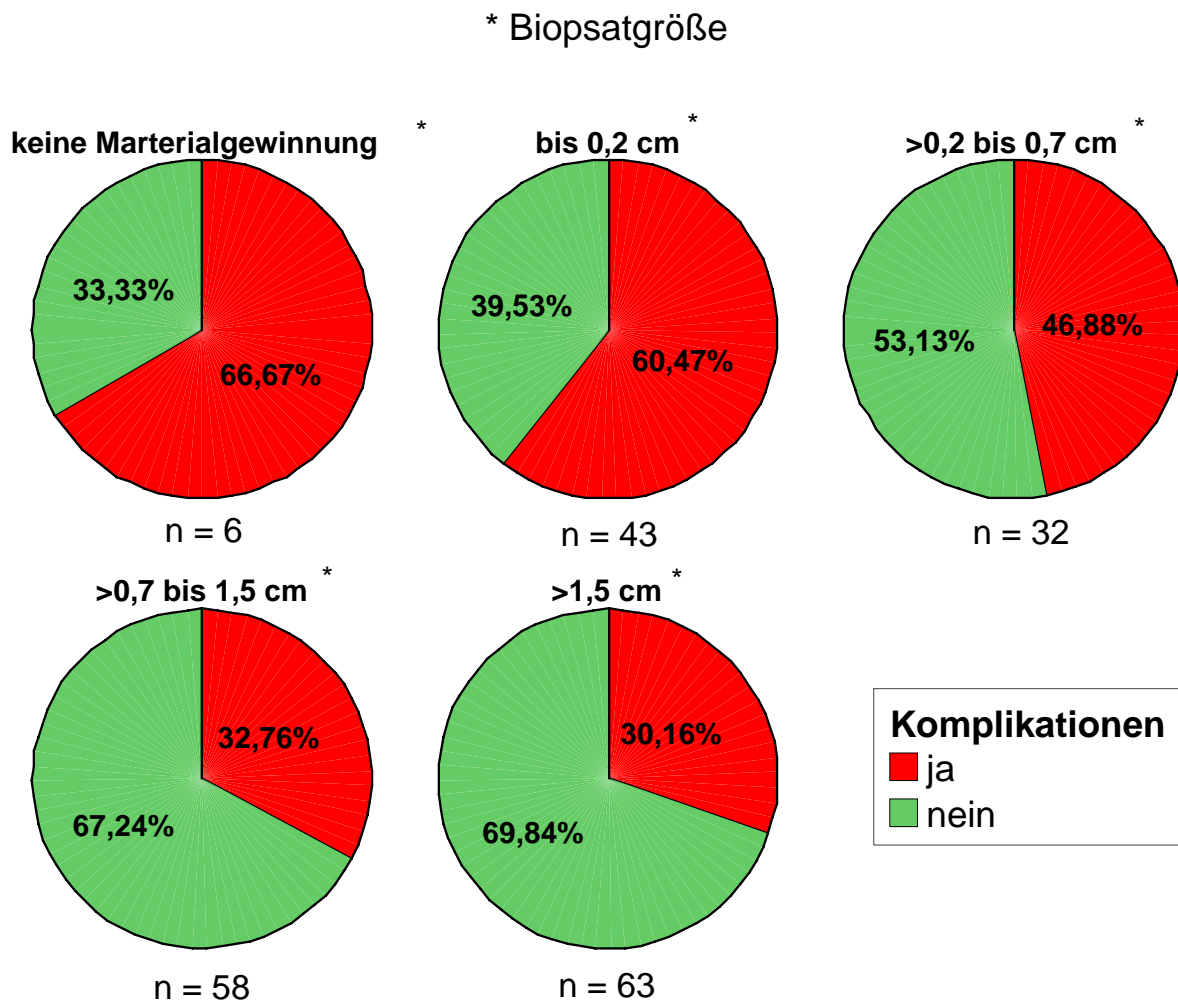 * Biopsatgröße
keine Marterialgewinnung *
33,33%
66,67%
n = 6
bis 0,2 cm *
39,53%
60,47%
n = 43
>0,2 bis 0,7 cm *
53,13%
46,88%
n = 32
>0,7 bis 1,5 cm *
32,76%
67,24%
n = 58
>1,5 cm *
30,16%
69,84%
n = 63
Komplikationen
ja
nein